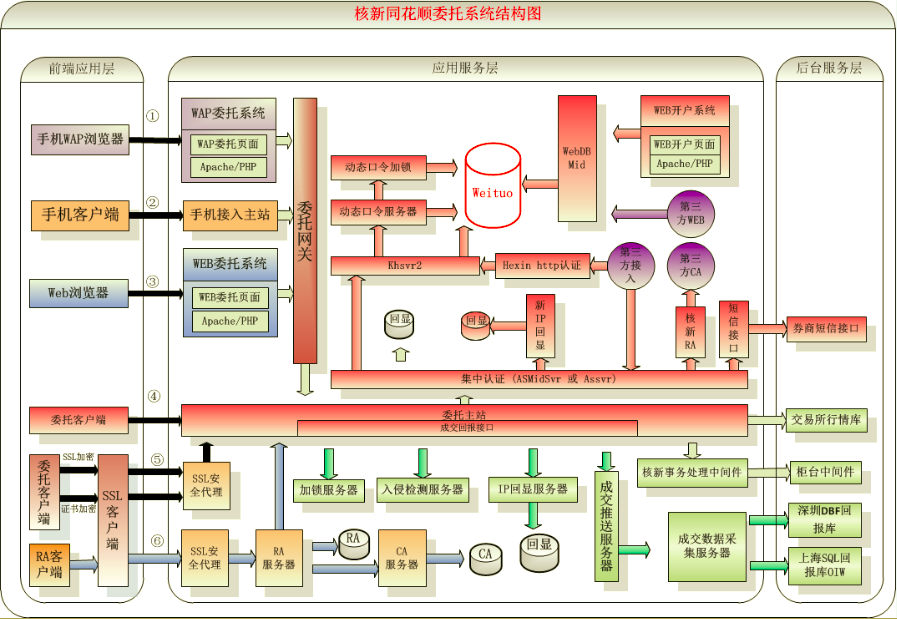 核新同花顺委托系统结构图
前端应用层
应用服务层
后台服务层
手机WAP浏览器
①
WAP委托系统
WAP委托页面
Apache/PHP
手机客户端
②
手机接入主站
Web浏览器
③
WEB委托系统
WEB委托页面
Apache/PHP
委托网关
动态口令加锁
动态口令服务器
Weituo
WebDB
Mid
WEB开户系统
WEB开户页面
Apache/PHP
第三
方WEB
Khsvr2
Hexin http认证
第三
方接
入
第三
方CA
回显
回显
新
IP
回
显
核
新
RA
短
信
接
口
券商短信接口
集中认证 (ASMidSvr 或 Assvr)
委托客户端
④
委托主站
成交回报接口
交易所行情库
委
托
客
户
端
SSL加密
证书加密
SSL
客
户
端
⑤
SSL安
全代理
加锁服务器
入侵检测服务器
IP回显服务器
成
交
推
送
服
务
器
核新事务处理中间件
柜台中间件
RA客
户端
⑥
SSL安
全代理
RA
服务器
RA
CA
服务器
CA
回显
成交数据采
集服务器
深圳DBF回
报库
上海SQL回
报库OIW